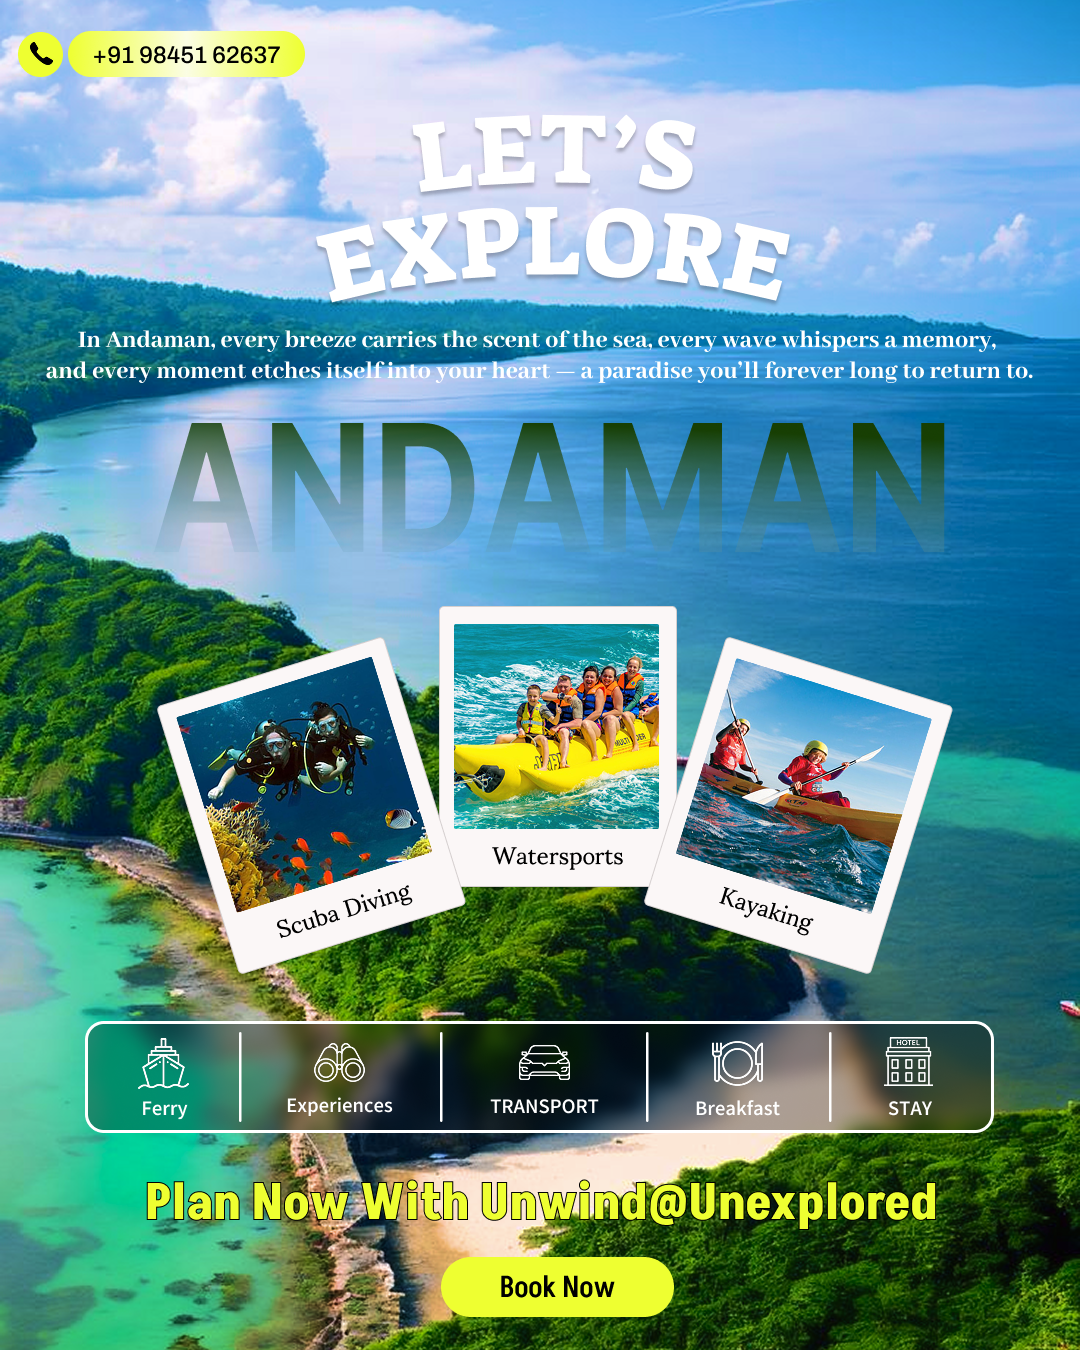 +91 98451 62637
LET'S
EXPLORE
In Andaman, every breeze carries the scent of the sea, every wave whispers a memory,
and every moment etches itself into your heart — a paradise you'll forever long to return to.
ANDAMAN
Scuba Diving
Watersports
Kayaking
HOTEL
Ferry
Experiences
TRANSPORT
Breakfast
STAY
Plan Now With Unwind@Unexplored
Book Now